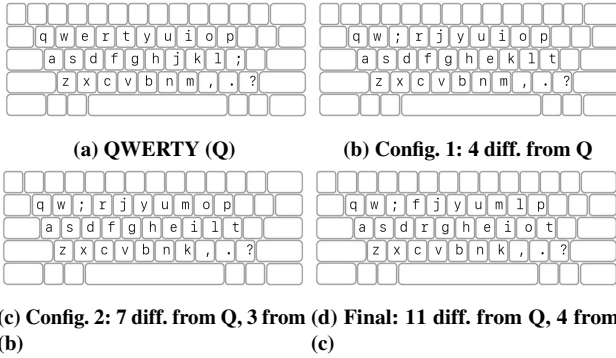 q w e r t y u i o p
a s d f g h j k l ;
z x c v b n m , . ?
(a) QWERTY (Q)
q w ; r j y u i o p
a s d f g h e k l t
z x c v b n m , . ?
(b) Config. 1: 4 diff. from Q
q w ; r j y u m o p
a s d f g h e i l t
z x c v b n k , . ?
(c) Config. 2: 7 diff. from Q, 3 from
(b)
q w ; f j y u m l p
a s d r g h e i o t
z x c v b n k , . ?
(d) Final: 11 diff. from Q, 4 from
(c)